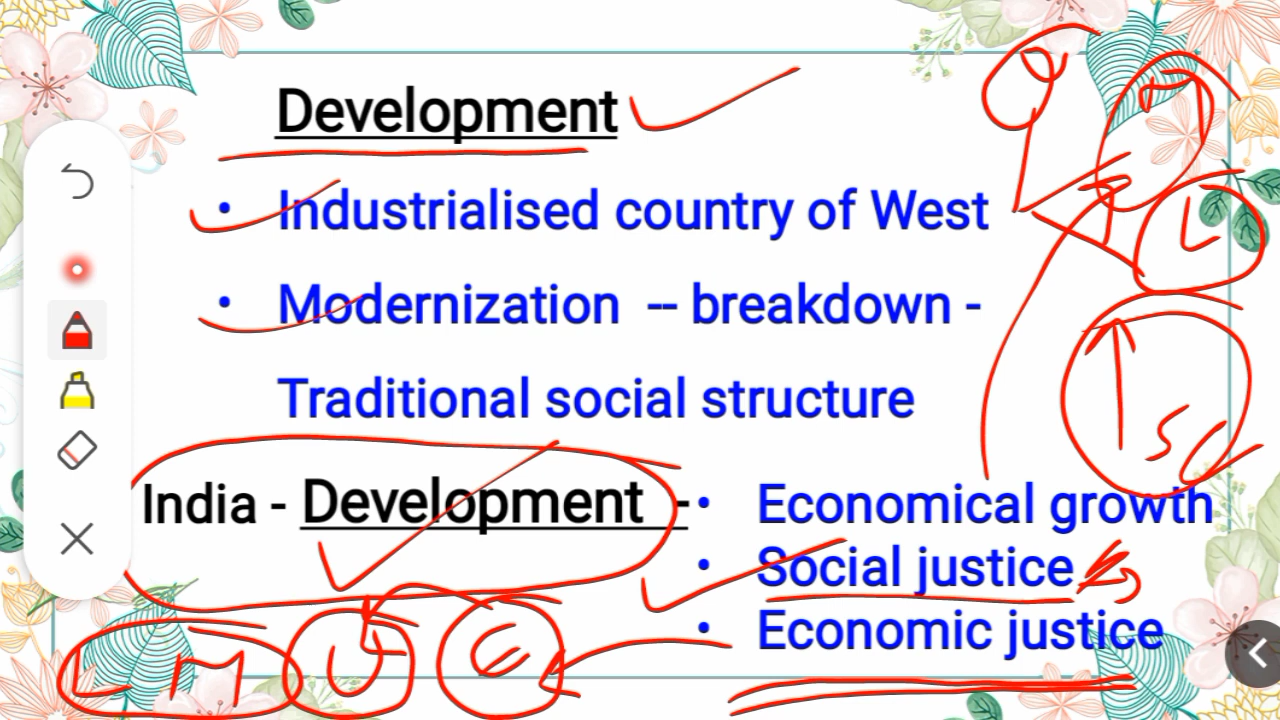 Development
• Industrialised country of West
• Modernization -- breakdown -
Traditional social structure
India - Development -
• Economical growth
• Social justice
• Economic justice
L M U E